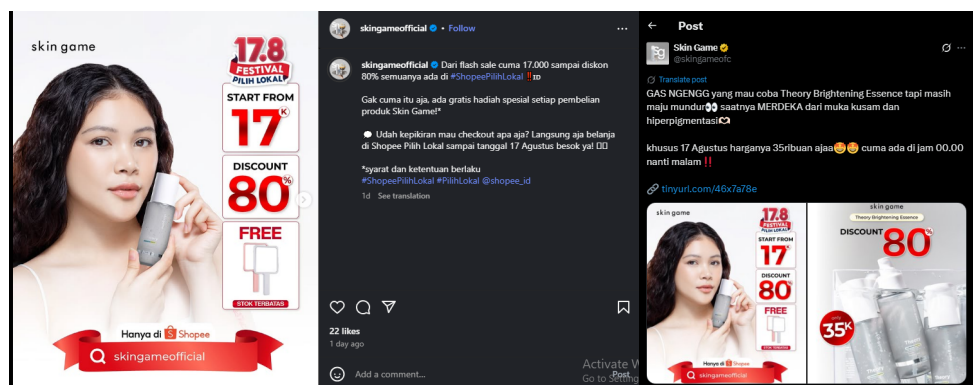 skin game
17.8
FESTIVAL
PILIH LOKAL
START FROM
17K
DISCOUNT
80%
FREE
STOK TERBATAS
Hanya di Shopee
skingameofficial
skingameofficial • Follow
skingameofficial Dari flash sale cuma 17.000 sampai diskon
80% semuanya ada di #ShopeePilihLokal ‼️🇮🇩
Gak cuma itu aja, ada gratis hadiah spesial setiap pembelian
produk Skin Game!*
💭 Udah kepikiran mau checkout apa aja? Langsung aja belanja
di Shopee Pilih Lokal sampai tanggal 17 Agustus besok ya!
*syarat dan ketentuan berlaku
#ShopeePilihLokal #PilihLokal @shopee_id
1d See translation
22 likes
1 day ago
Add a comment...
Post
Activate W
Go to Setting
← Post
Skin Game
@skingameofc
Translate post
GAS NGENGG yang mau coba Theory Brightening Essence tapi masih
maju mundur👀 saatnya MERDEKA dari muka kusam dan
hiperpigmentasi🫶
khusus 17 Agustus harganya 35ribuan ajaa🤩🤩 cuma ada di jam 00.00
nanti malam ‼️
🔗 tinyurl.com/46x7a78e
skin game
17.8
FESTIVAL
PILIH LOKAL
START FROM
17K
DISCOUNT
80%
FREE
STOK TERBATAS
Hanya di Shopee
skingameofficial
skin game
Theory Brightening Essence
DISCOUNT 80%
only
35K